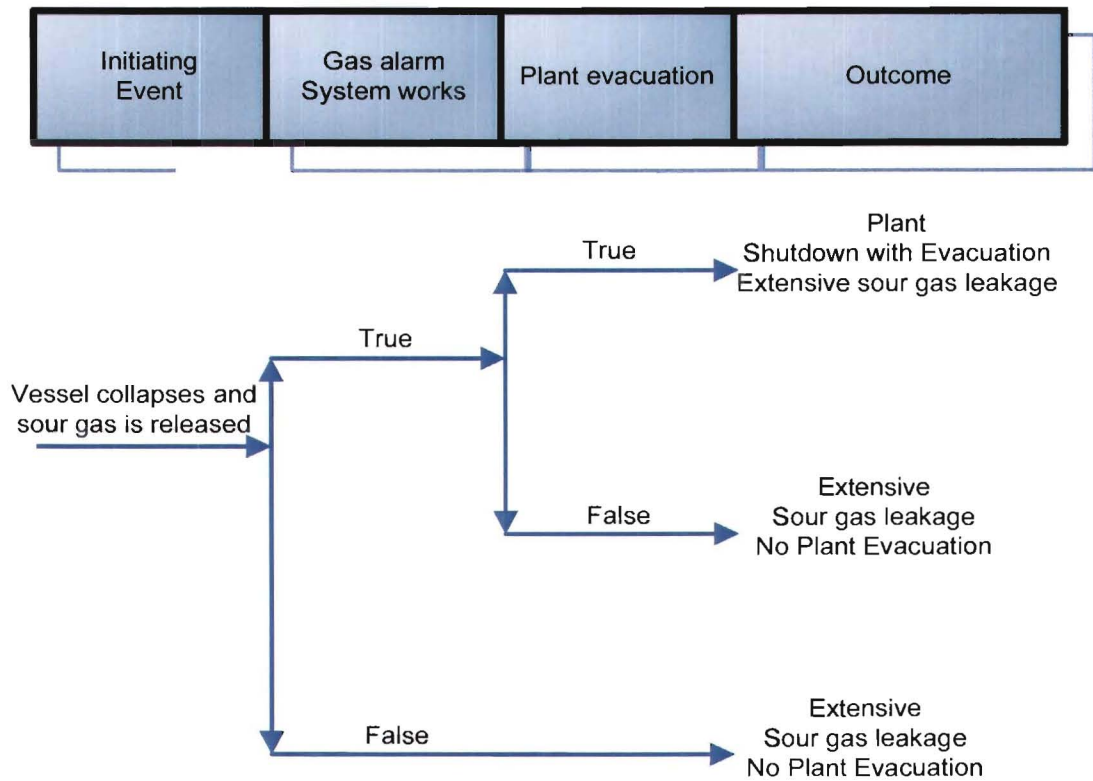 Initiating
Event
Gas alarm
System works
Plant evacuation
Outcome
Plant
Shutdown with Evacuation
Extensive sour gas leakage
True
True
Vessel collapses and
sour gas is released
Extensive
Sour gas leakage
No Plant Evacuation
False
Extensive
Sour gas leakage
No Plant Evacuation
False